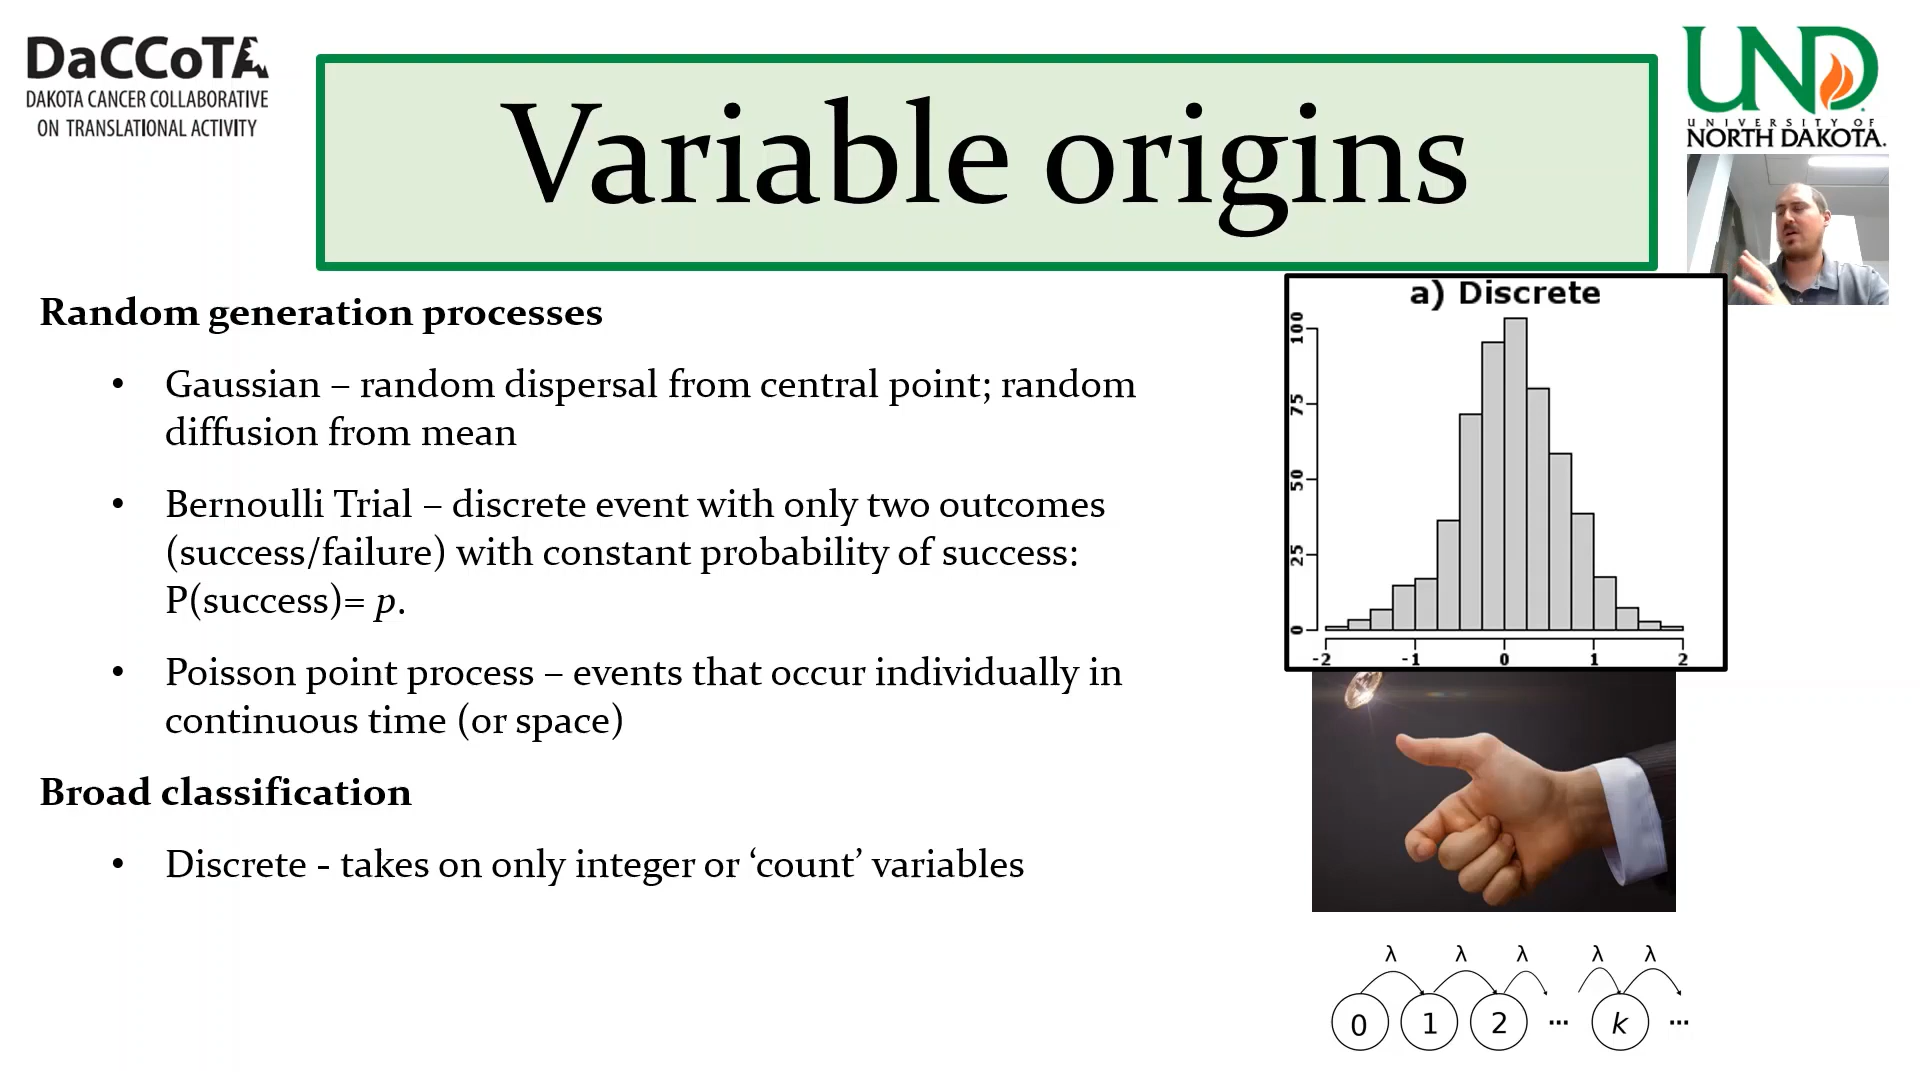 DaCCoTA
DAKOTA CANCER COLLABORATIVE
ON TRANSLATIONAL ACTIVITY
Variable origins
UND
UNIVERSITY OF
NORTH DAKOTA.
Random generation processes
• Gaussian – random dispersal from central point; random
diffusion from mean
• Bernoulli Trial – discrete event with only two outcomes
(success/failure) with constant probability of success:
P(success)= p.
• Poisson point process – events that occur individually in
continuous time (or space)
Broad classification
• Discrete - takes on only integer or ‘count’ variables
a) Discrete
100
75
50
25
0
-2 -1 0 1 2
λ λ λ λ λ
0 1 2 ... k ...